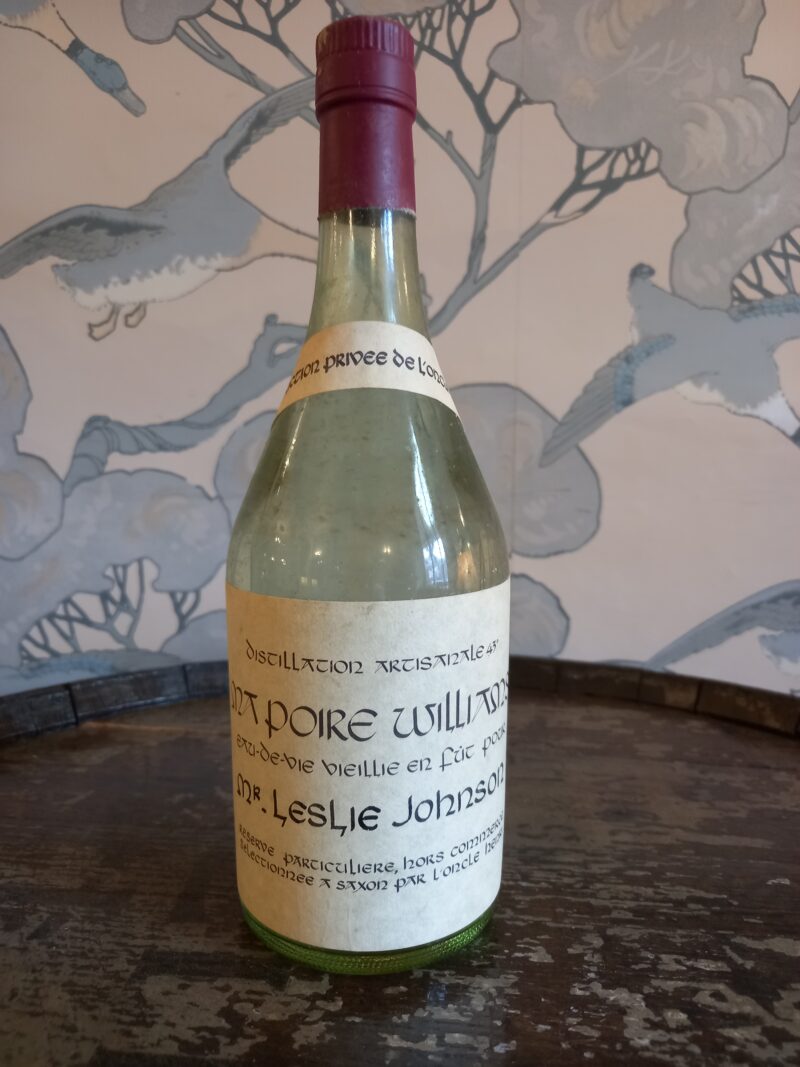 PRIVEE DE L'ONC
DISTILLATION ARTISANALE 43°
MA POIRE WILLIAMS
EAU-DE-VIE VIEILLIE EN FÛT POUR
MR. LESLIE JOHNSON
RESERVE PARTICULIERE, HORS COMMERCE
SELECTIONNEE A SAXON PAR L'ONCLE